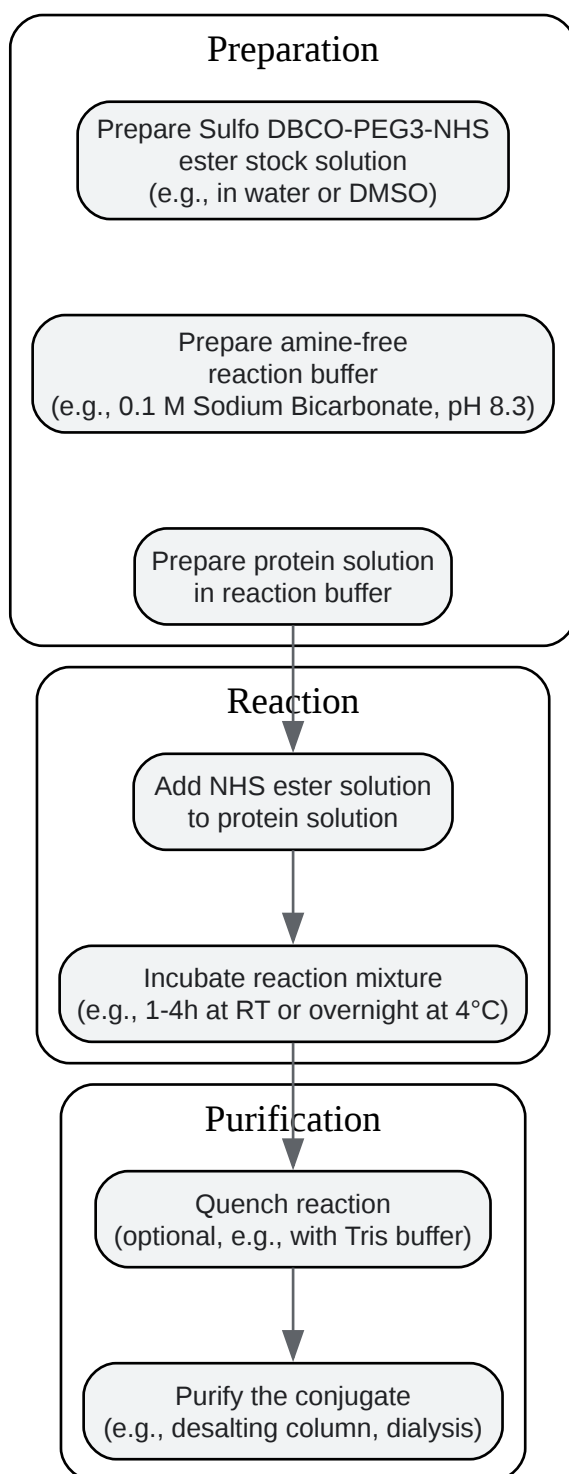 Preparation
Prepare Sulfo DBCO-PEG3-NHS
ester stock solution
(e.g., in water or DMSO)
Prepare amine-free
reaction buffer
(e.g., 0.1 M Sodium Bicarbonate, pH 8.3)
Prepare protein solution
in reaction buffer
Reaction
Add NHS ester solution
to protein solution
Incubate reaction mixture
(e.g., 1-4h at RT or overnight at 4°C)
Purification
Quench reaction
(optional, e.g., with Tris buffer)
Purify the conjugate
(e.g., desalting column, dialysis)